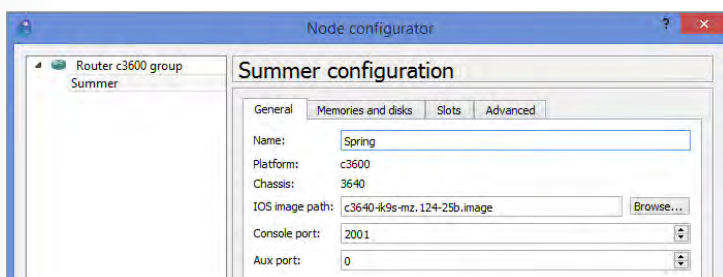 Node configurator
?
Router c3600 group
Summer
Summer configuration
General Memories and disks Slots Advanced
Name: Spring
Platform: c3600
Chassis: 3640
IOS image path: c3640-ik9s-mz.124-25b.image Browse...
Console port: 2001
Aux port: 0